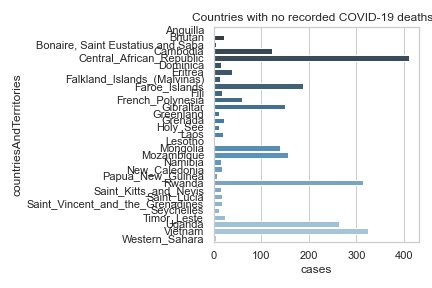 Countries with no recorded COVID-19 deaths
countriesAndTerritories
Anguilla
Bhutan
Bonaire, Saint Eustatius and Saba
Cambodia
Central_African_Republic
Dominica
Eritrea
Falkland_Islands_(Malvinas)
Faroe_Islands
Fiji
French_Polynesia
Gibraltar
Greenland
Grenada
Holy_See
Laos
Lesotho
Mongolia
Mozambique
Namibia
New_Caledonia
Papua_New_Guinea
Rwanda
Saint_Kitts_and_Nevis
Saint_Lucia
Saint_Vincent_and_the_Grenadines
Seychelles
Timor_Leste
Uganda
Vietnam
Western_Sahara
0 100 200 300 400
cases